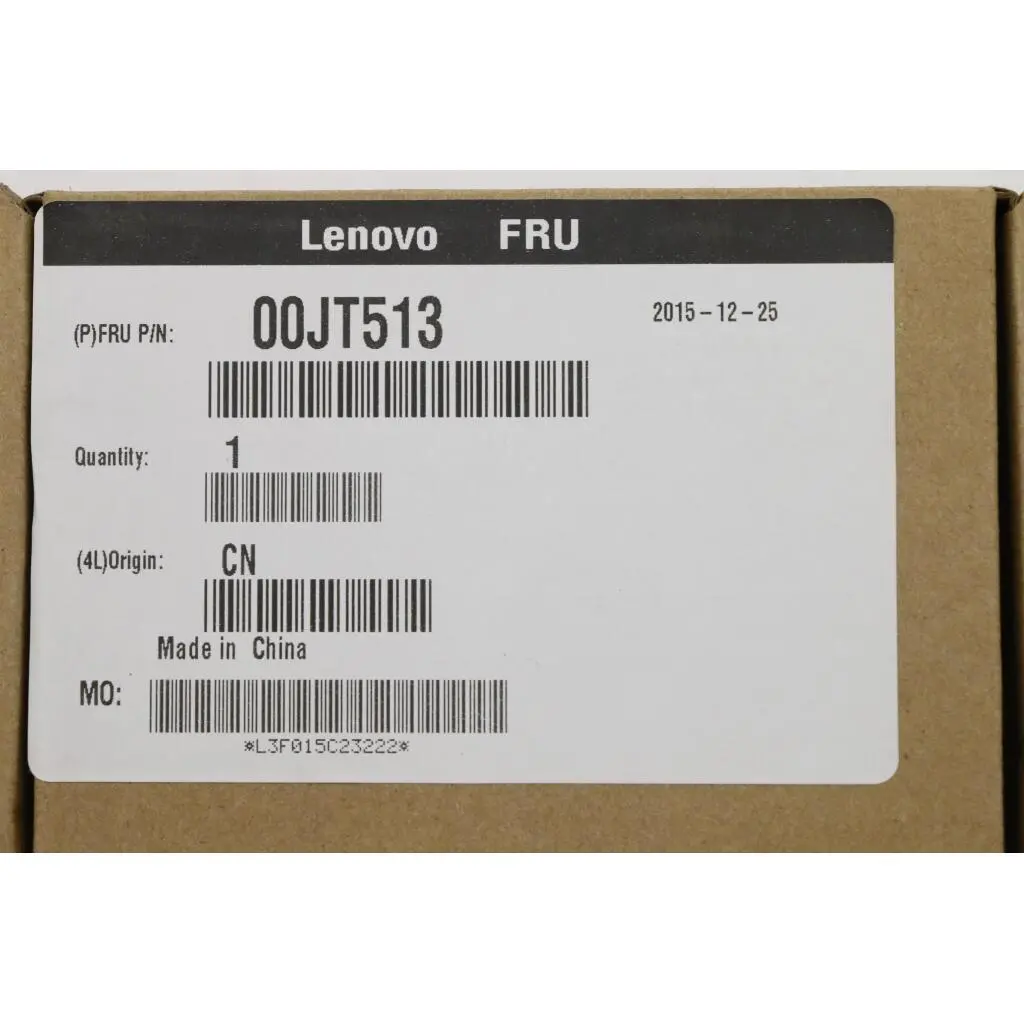 Lenovo FRU
(P)FRU P/N: 00JT513 2015-12-25
Quantity: 1
(4L)Origin: CN
Made in China
MO:
*L3F015C23222*